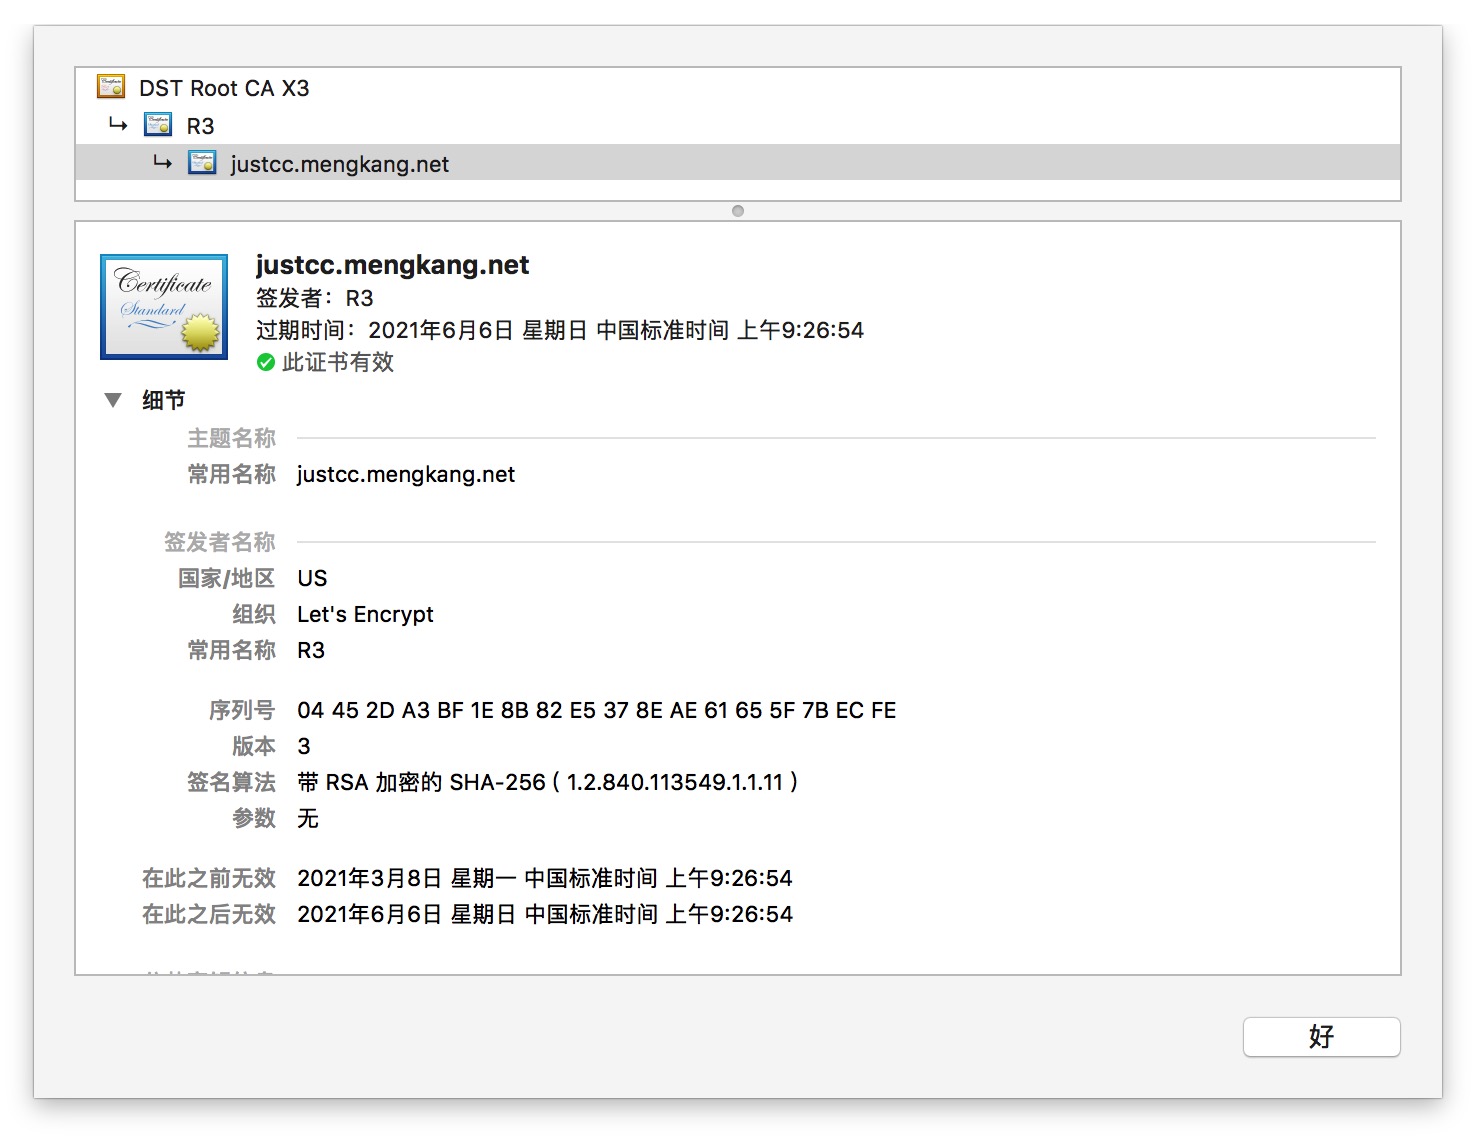 DST Root CA X3
R3
justcc.mengkang.net
Certificate
Standard
justcc.mengkang.net
签发者：R3
过期时间：2021年6月6日 星期日 中国标准时间 上午9:26:54
此证书有效
细节
主题名称
常用名称 justcc.mengkang.net
签发者名称
国家/地区 US
组织 Let's Encrypt
常用名称 R3
序列号 04 45 2D A3 BF 1E 8B 82 E5 37 8E AE 61 65 5F 7B EC FE
版本 3
签名算法 带 RSA 加密的 SHA-256 ( 1.2.840.113549.1.1.11 )
参数 无
在此之前无效 2021年3月8日 星期一 中国标准时间 上午9:26:54
在此之后无效 2021年6月6日 星期日 中国标准时间 上午9:26:54
好